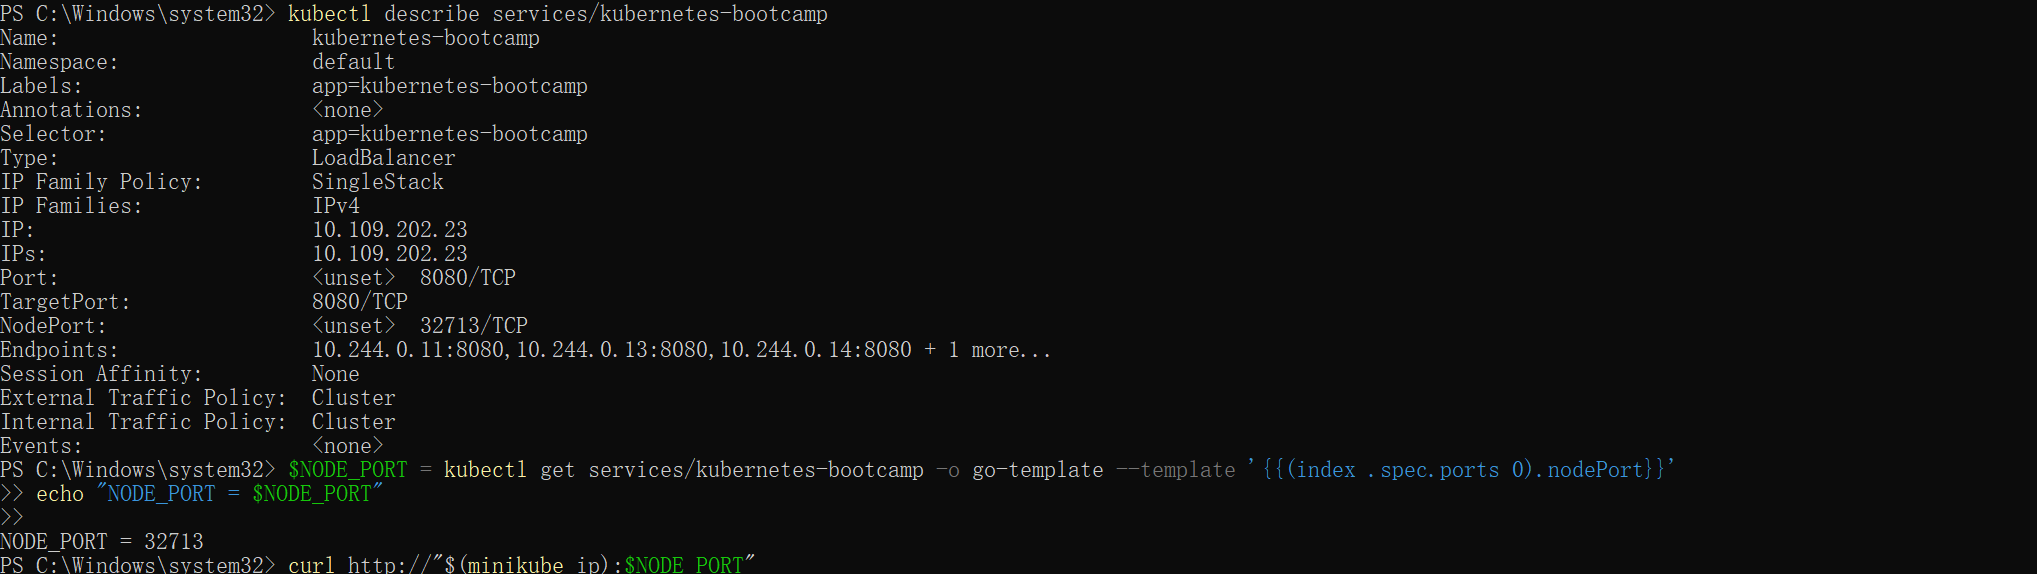 PS C:\Windows\system32> kubectl describe services/kubernetes-bootcamp
Name:                     kubernetes-bootcamp
Namespace:                default
Labels:                   app=kubernetes-bootcamp
Annotations:              <none>
Selector:                 app=kubernetes-bootcamp
Type:                     LoadBalancer
IP Family Policy:         SingleStack
IP Families:              IPv4
IP:                       10.109.202.23
IPs:                      10.109.202.23
Port:                     <unset>  8080/TCP
TargetPort:               8080/TCP
NodePort:                 <unset>  32713/TCP
Endpoints:                10.244.0.11:8080,10.244.0.13:8080,10.244.0.14:8080 + 1 more...
Session Affinity:         None
External Traffic Policy:  Cluster
Internal Traffic Policy:  Cluster
Events:                   <none>
PS C:\Windows\system32> $NODE_PORT = kubectl get services/kubernetes-bootcamp -o go-template --template '{{(index .spec.ports 0).nodePort}}'
>> echo "NODE_PORT = $NODE_PORT"
>>
NODE_PORT = 32713
PS C:\Windows\system32> curl http://"$(minikube ip):$NODE_PORT"